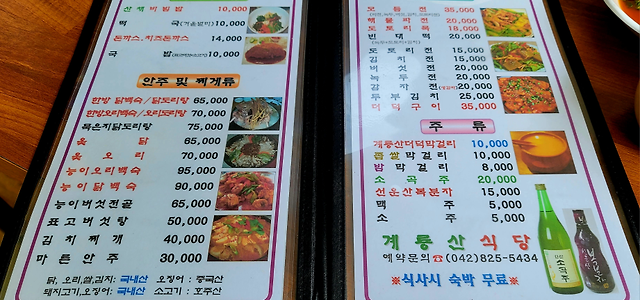 산채비빔밥 10,000
떡 국(겨울별미) 10,000
돈까스.치즈돈까스 14,000
국 밥 10,000
안주 및 찌게류
한방 닭백숙/닭도리탕 65,000
한방오리백숙/오리도리탕 70,000
묵은지닭도리탕 75,000
옻 닭 65,000
옻 오 리 70,000
능이오리백숙 95,000
능이닭백숙 90,000
능이버섯전골 65,000
표고버섯탕 50,000
김치찌개 40,000
마른안주 30,000
닭, 오리,쌀,김치: 국내산 오징어 : 중국산
돼지고기,오징어: 국내산 소고기 : 호주산
모듬전 35,000
해물파전 20,000
도토리묵 18,000
빈대떡 20,000
도토리전 15,000
김치전 15,000
버섯전 20,000
녹두전 20,000
감자전 20,000
두부김치 25,000
더덕구이 35,000
주 류
계룡산더덕막걸리 10,000
좁쌀막걸리 10,000
밤막걸리 8,000
소곡주 20,000
선운산복분자 15,000
맥 주 5,000
소 주 5,000
계룡산식당
예약문의☎(042)825-5434
※식사시 숙박 무료※
소곡주